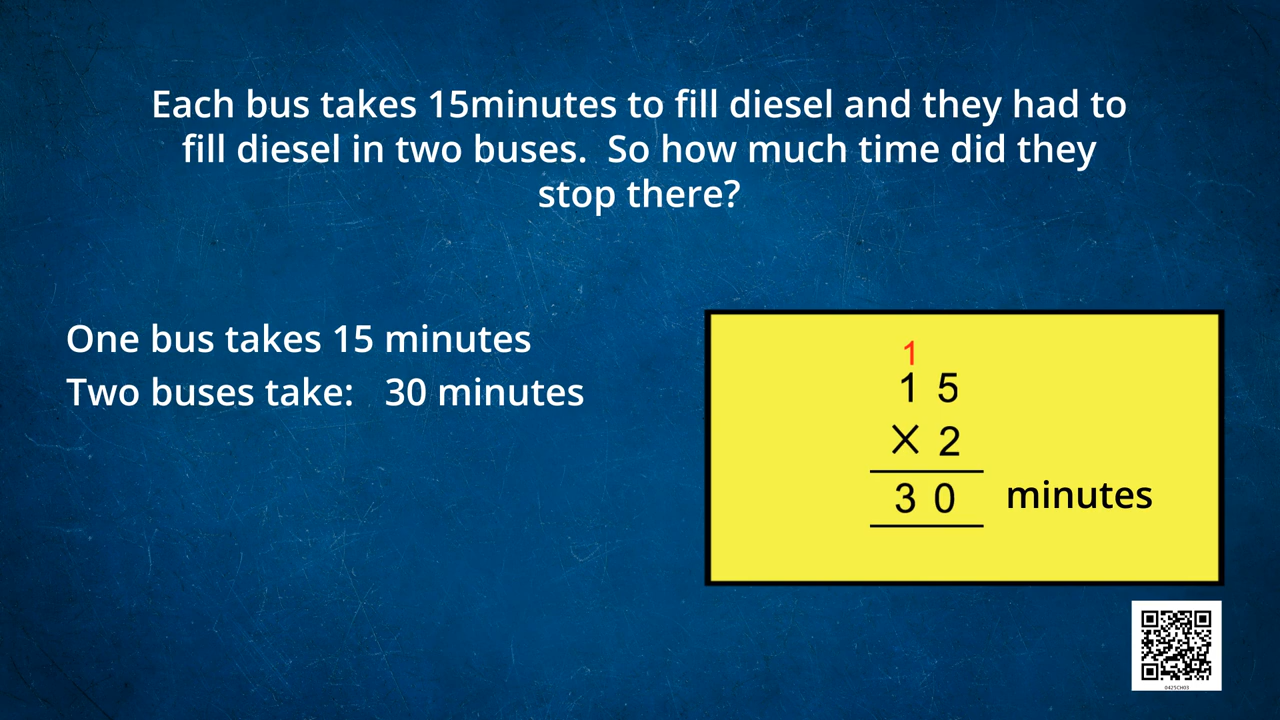 Each bus takes 15minutes to fill diesel and they had to
fill diesel in two buses.  So how much time did they
stop there?
One bus takes 15 minutes
Two buses take:   30 minutes
1
1 5
× 2
3 0 minutes
0425CH03